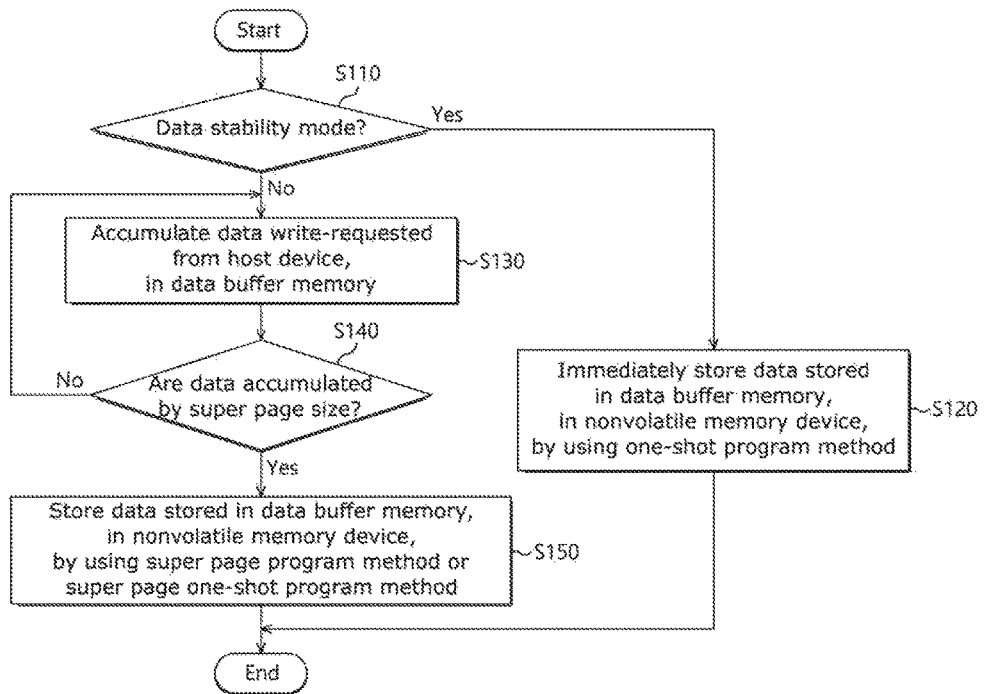 Start
S110
Data stability mode?
Yes
No
Accumulate data write-requested
from host device,
in data buffer memory
S130
S140
No
Are data accumulated
by super page size?
Yes
Immediately store data stored
in data buffer memory,
in nonvolatile memory device,
by using one-shot program method
S120
Store data stored in data buffer memory,
in nonvolatile memory device,
by using super page program method or
super page one-shot program method
S150
End